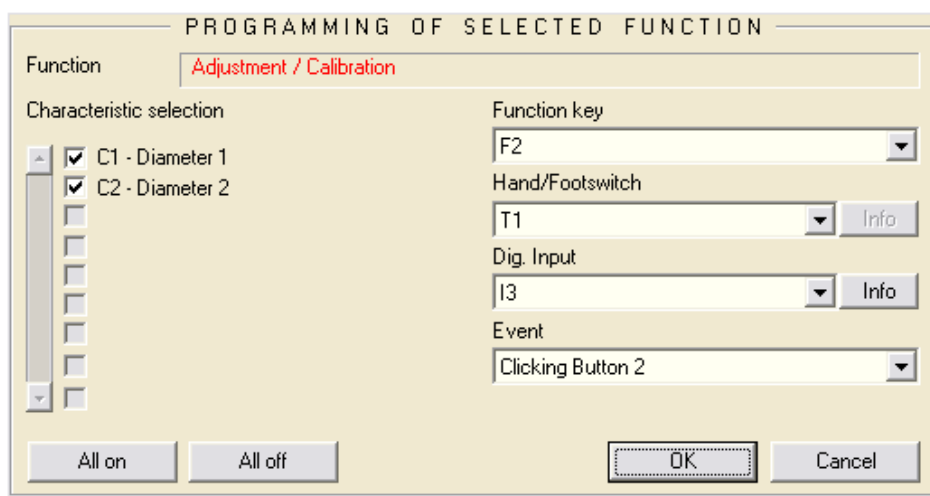 PROGRAMMING OF SELECTED FUNCTION
Function
Adjustment / Calibration
Characteristic selection
C1 - Diameter 1
C2 - Diameter 2
Function key
F2
Hand/Footswitch
T1
Info
Dig. Input
I3
Info
Event
Clicking Button 2
All on
All off
OK
Cancel